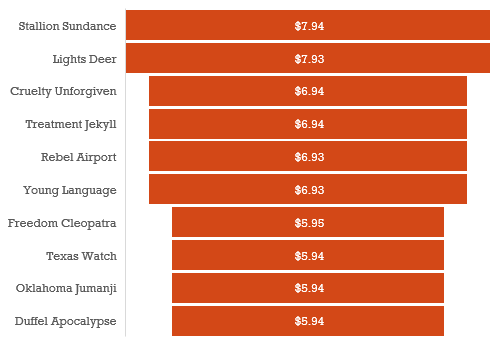 Stallion Sundance $7.94
Lights Deer $7.93
Cruelty Unforgiven $6.94
Treatment Jekyll $6.94
Rebel Airport $6.93
Young Language $6.93
Freedom Cleopatra $5.95
Texas Watch $5.94
Oklahoma Jumanji $5.94
Duffel Apocalypse $5.94